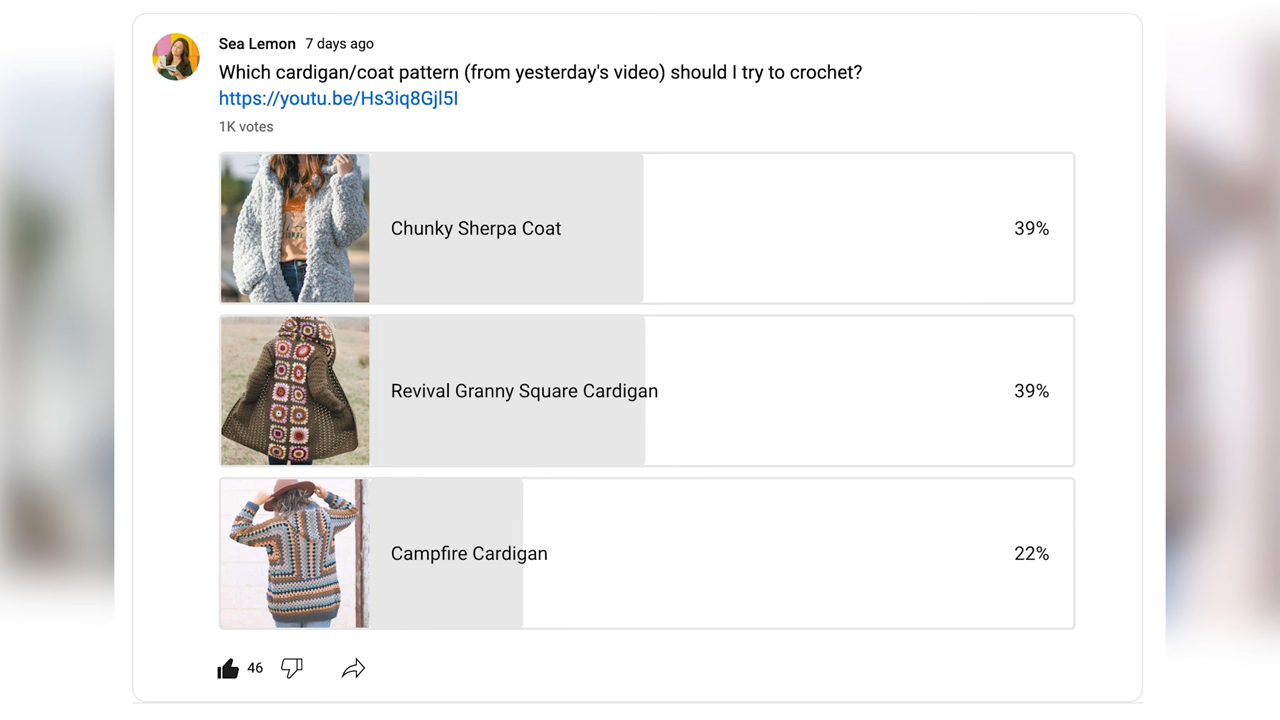 Sea Lemon 7 days ago
Which cardigan/coat pattern (from yesterday's video) should I try to crochet?
https://youtu.be/Hs3iq8Gjl5I
1K votes
Chunky Sherpa Coat 39%
Revival Granny Square Cardigan 39%
Campfire Cardigan 22%
46